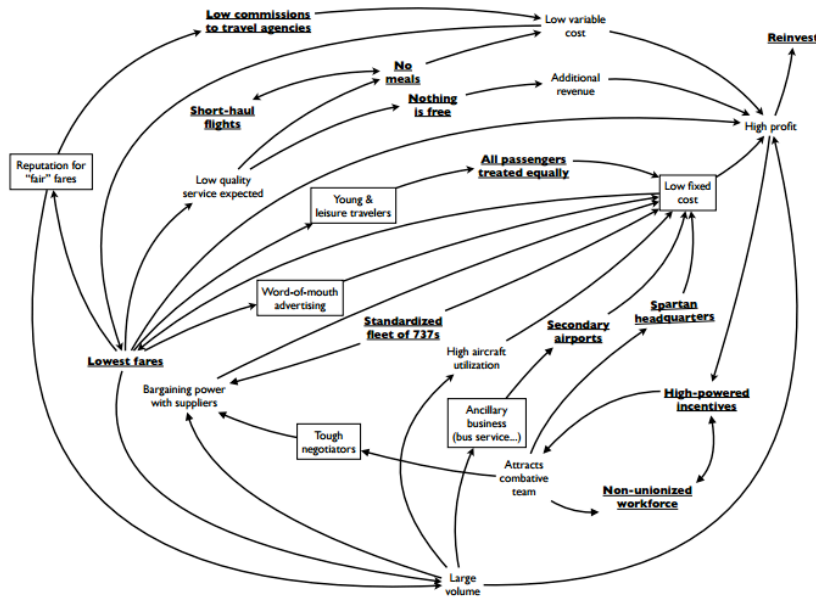 Low commissions
to travel agencies
Low variable
cost
Reinvest
No
meals
Additional
revenue
Short-haul
flights
Nothing
is free
High profit
Reputation for
"fair" fares
Low quality
service expected
All passengers
treated equally
Young &
leisure travelers
Low fixed
cost
Word-of-mouth
advertising
Standardized
fleet of 737s
Secondary
airports
Spartan
headquarters
Lowest fares
High aircraft
utilization
Bargaining power
with suppliers
High-powered
incentives
Ancillary
business
(bus service...)
Tough
negotiators
Attracts
combative
team
Non-unionized
workforce
Large
volume